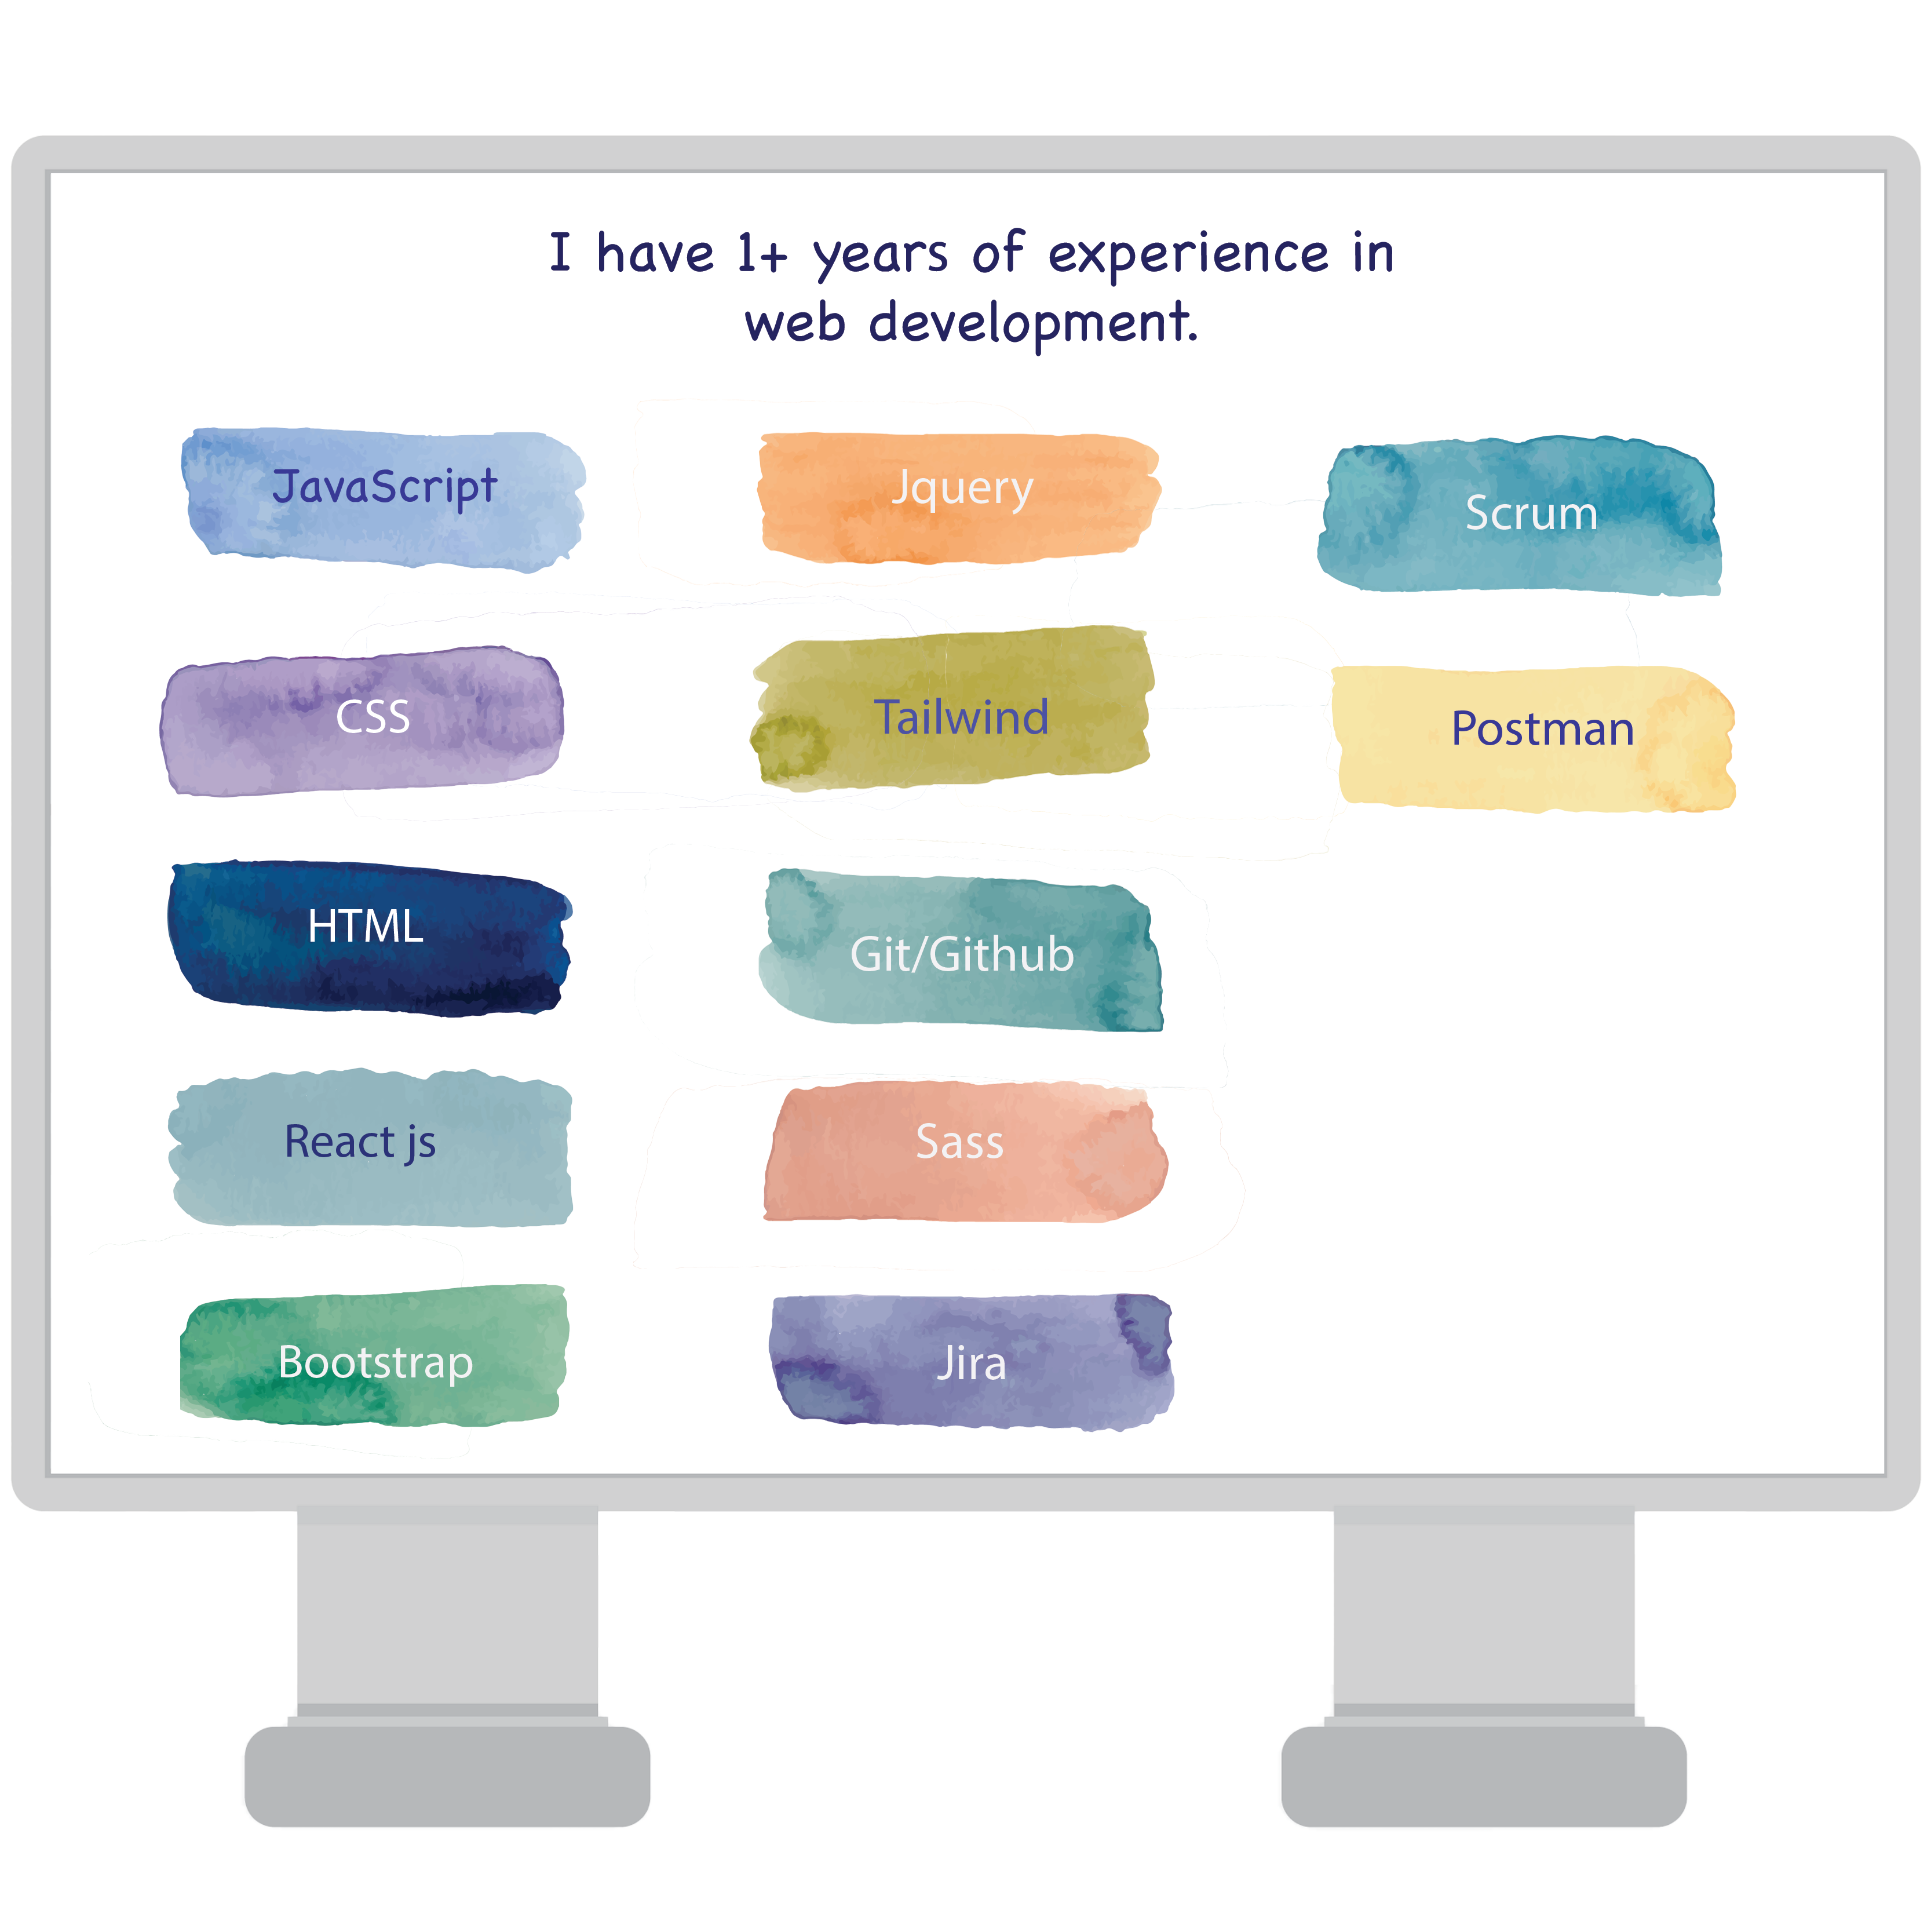 I have 1+ years of experience in
web development.
JavaScript
Jquery
Scrum
CSS
Tailwind
Postman
HTML
Git/Github
React js
Sass
Bootstrap
Jira